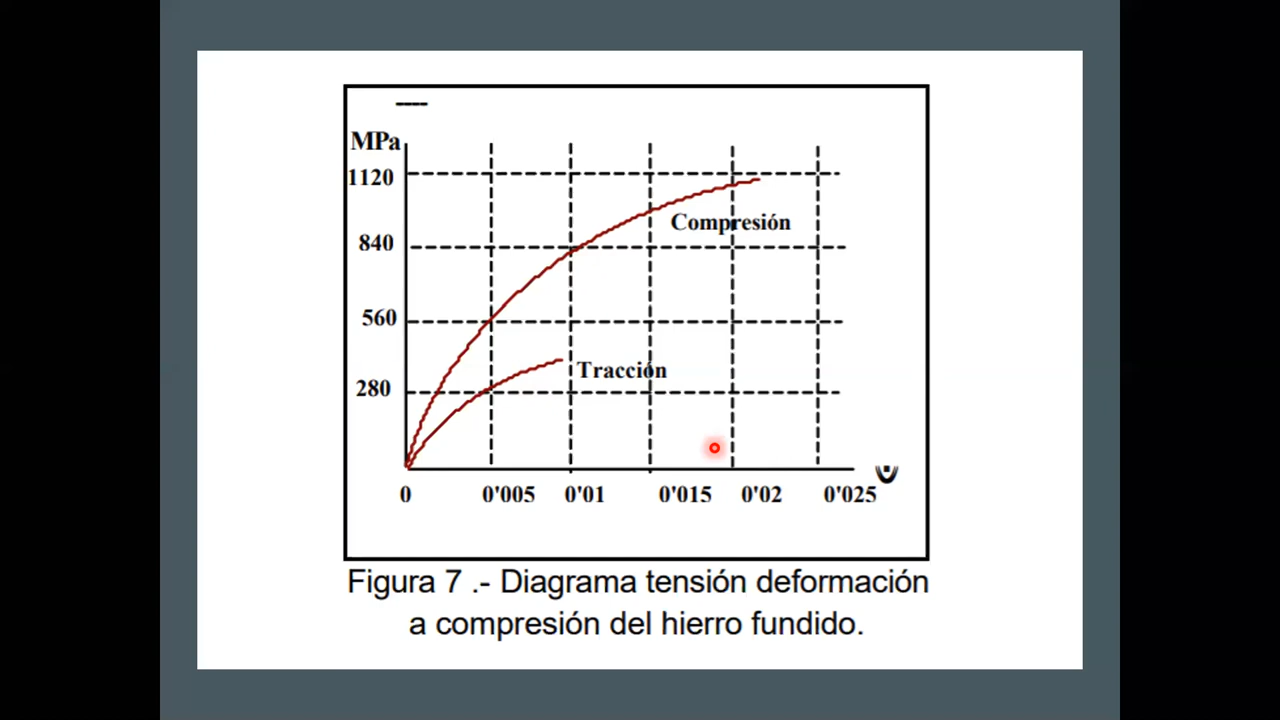 MPa
1120
840
560
280
Compresión
Tracción
0 0'005 0'01 0'015 0'02 0'025
Figura 7 .- Diagrama tensión deformación
a compresión del hierro fundido.